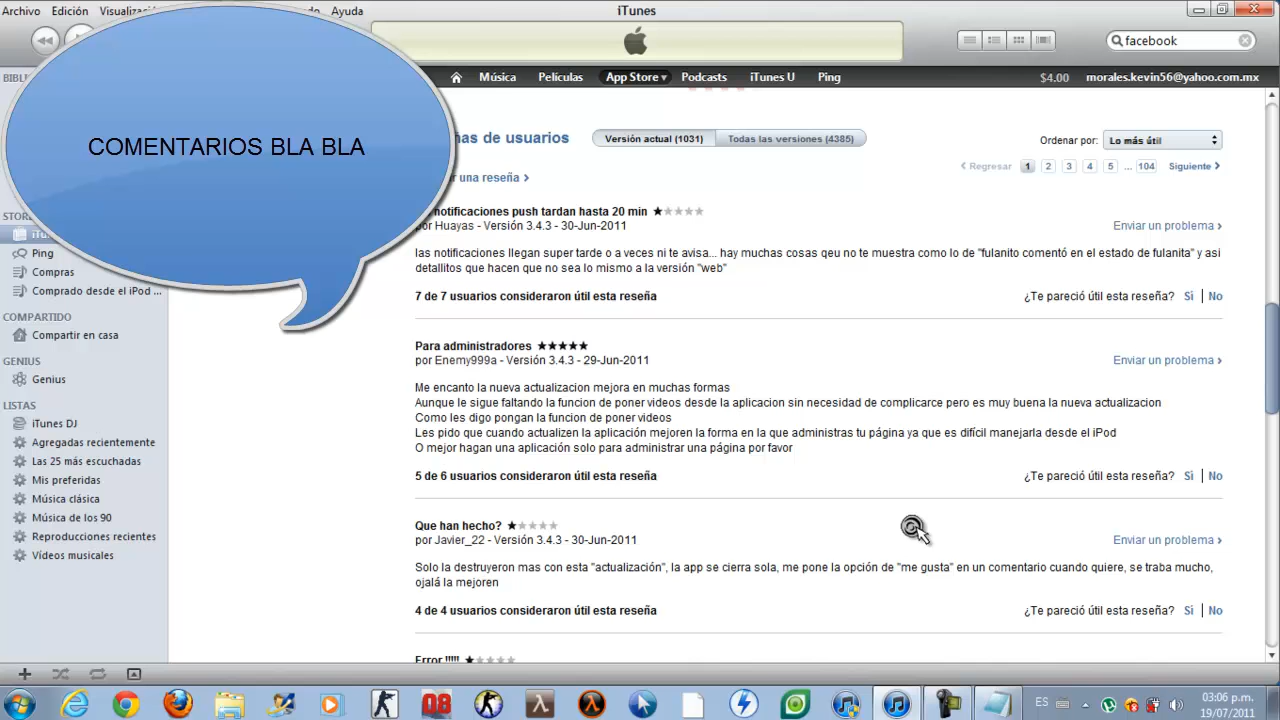 Archivo Edición Ayuda
iTunes
facebook
Música Películas App Store Podcasts iTunes U Ping
$4.00 morales.kevin56@yahoo.com.mx
COMENTARIOS BLA BLA
de usuarios
Versión actual (1031) Todas las versiones (4385)
Ordenar por: Lo más útil
Regresar 1 2 3 4 5 ... 104 Siguiente
una reseña
notificaciones push tardan hasta 20 min ★★★★★
por Huayas - Versión 3.4.3 - 30-Jun-2011
Enviar un problema
las notificaciones llegan super tarde o a veces ni te avisa... hay muchas cosas qeu no te muestra como lo de "fulanito comentó en el estado de fulanita" y asi
detallitos que hacen que no sea lo mismo a la versión "web"
7 de 7 usuarios consideraron útil esta reseña
¿Te pareció útil esta reseña? Sí | No
Para administradores ★★★★★
por Enemy999a - Versión 3.4.3 - 29-Jun-2011
Enviar un problema
Me encanto la nueva actualizacion mejora en muchas formas
Aunque le sigue faltando la funcion de poner videos desde la aplicacion sin necesidad de complicarce pero es muy buena la nueva actualizacion
Como les digo pongan la funcion de poner videos
Les pido que cuando actualizen la aplicación mejoren la forma en la que administras tu página ya que es difícil manejarla desde el iPod
O mejor hagan una aplicación solo para administrar una página por favor
5 de 6 usuarios consideraron útil esta reseña
¿Te pareció útil esta reseña? Sí | No
Que han hecho? ★★★★★
por Javier_22 - Versión 3.4.3 - 30-Jun-2011
Enviar un problema
Solo la destruyeron mas con esta "actualización", la app se cierra sola, me pone la opción de "me gusta" en un comentario cuando quiere, se traba mucho,
ojalá la mejoren
4 de 4 usuarios consideraron útil esta reseña
¿Te pareció útil esta reseña? Sí | No
Error !!!!! ★★★★★
Ping
Compras
Comprado desde el iPod ...
COMPARTIDO
Compartir en casa
GENIUS
Genius
LISTAS
iTunes DJ
Agregadas recientemente
Las 25 más escuchadas
Mis preferidas
Música clásica
Música de los 90
Reproducciones recientes
Vídeos musicales
ES
03:06 p.m.
19/07/2011